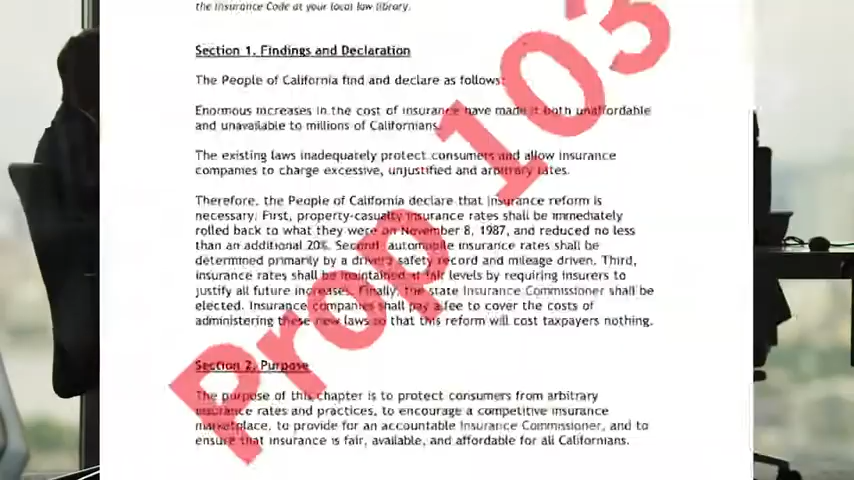 the Insurance Code at your local law library.
Section 1. Findings and Declaration
The People of California find and declare as follows:
Enormous increases in the cost of insurance have made it both unaffordable
and unavailable to millions of Californians.
The existing laws inadequately protect consumers and allow insurance
companies to charge excessive, unjustified and arbitrary rates.
Therefore, the People of California declare that insurance reform is
necessary. First, property-casualty insurance rates shall be immediately
rolled back to what they were on November 8, 1987, and reduced no less
than an additional 20%. Second, automobile insurance rates shall be
determined primarily by a driver's safety record and mileage driven. Third,
insurance rates shall be maintained at fair levels by requiring insurers to
justify all future increases. Finally, the state Insurance Commissioner shall be
elected. Insurance companies shall pay a fee to cover the costs of
administering these new laws so that this reform will cost taxpayers nothing.
Section 2. Purpose
The purpose of this chapter is to protect consumers from arbitrary
insurance rates and practices, to encourage a competitive insurance
marketplace, to provide for an accountable Insurance Commissioner, and to
ensure that insurance is fair, available, and affordable for all Californians.
Prop 103